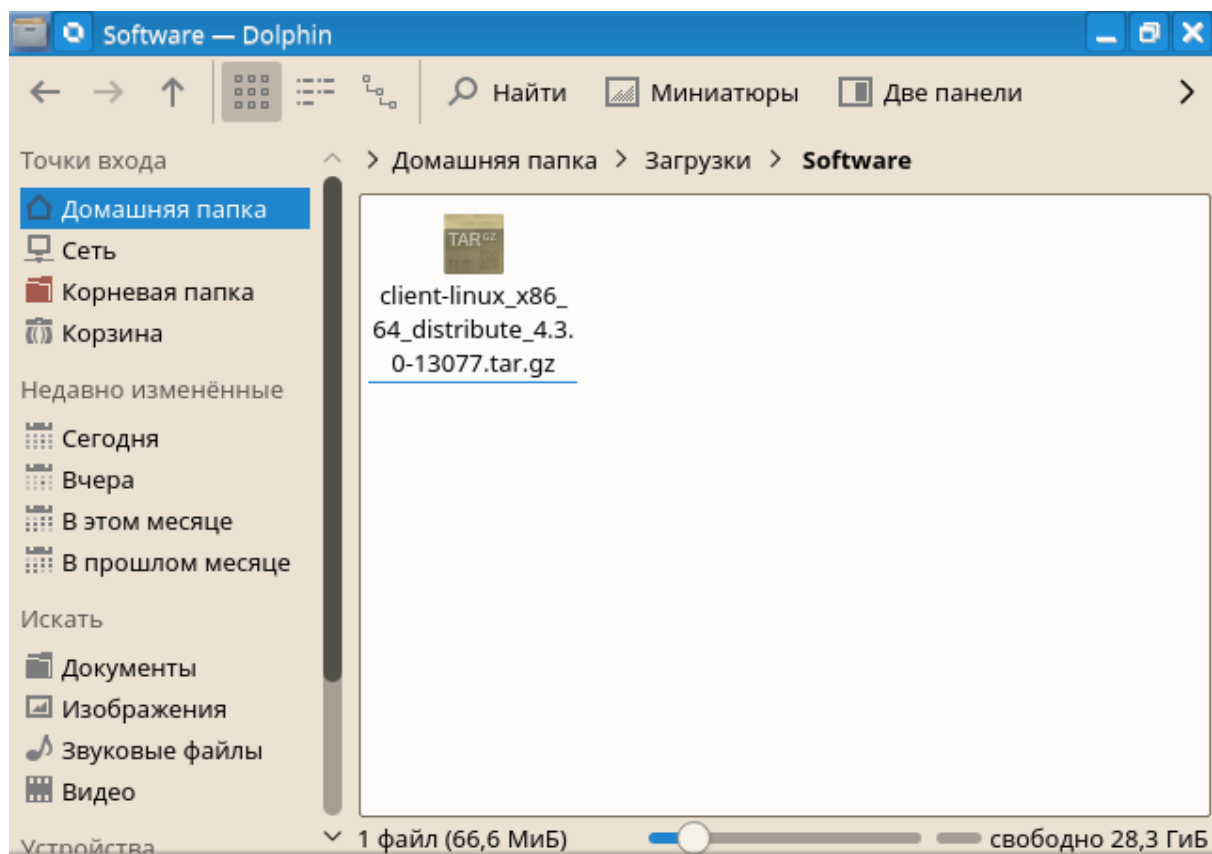 Software — Dolphin
Найти Миниатюры Две панели
Точки входа
Домашняя папка
Сеть
Корневая папка
Корзина
Недавно изменённые
Сегодня
Вчера
В этом месяце
В прошлом месяце
Искать
Документы
Изображения
Звуковые файлы
Видео
Устройства
> Домашняя папка > Загрузки > Software
TAR GZ
client-linux_x86_
64_distribute_4.3.
0-13077.tar.gz
1 файл (66,6 МиБ)
свободно 28,3 ГиБ